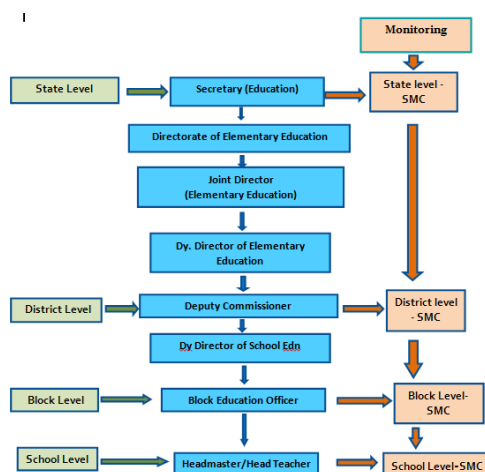 I
Monitoring
State Level
Secretary (Education)
State level -
SMC
Directorate of Elementary Education
Joint Director
(Elementary Education)
Dy. Director of Elementary
Education
District Level
Deputy Commissioner
District level
- SMC
Dy Director of School Edn
Block Level
Block Education Officer
Block Level-
SMC
School Level
Headmaster/Head Teacher
School Level-SMC